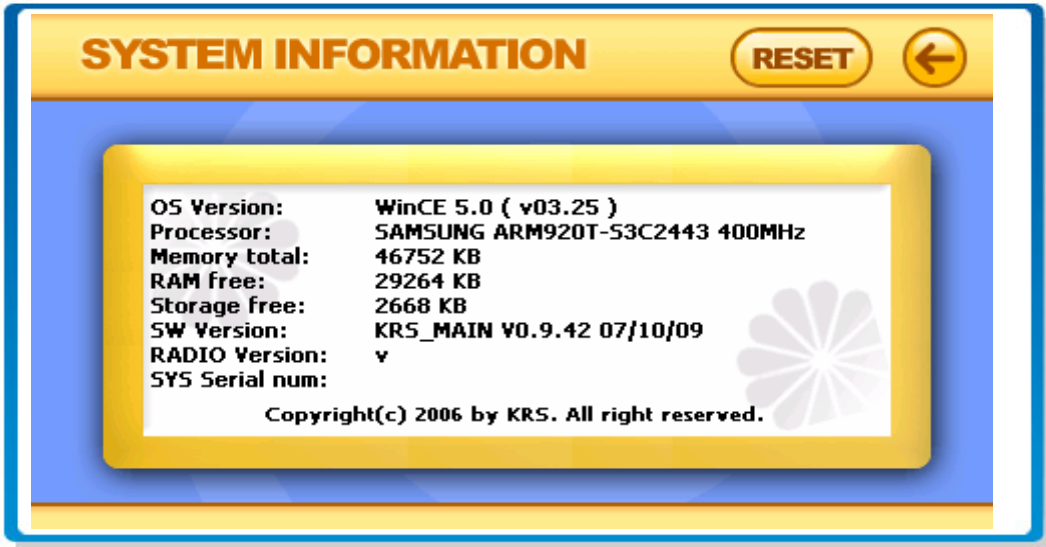 SYSTEM INFORMATION
RESET
OS Version: WinCE 5.0 ( v03.25 )
Processor: SAMSUNG ARM920T-S3C2443 400MHz
Memory total: 46752 KB
RAM free: 29264 KB
Storage free: 2668 KB
SW Version: KRS_MAIN V0.9.42 07/10/09
RADIO Version: v
SYS Serial num:
Copyright(c) 2006 by KRS. All right reserved.